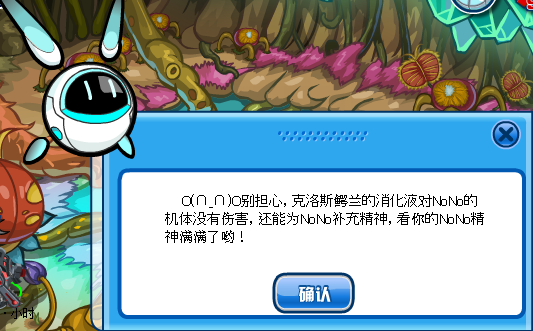 O(∩_∩)O别担心，克洛斯鳄兰的消化液对NoNo的
机体没有伤害，还能为NoNo补充精神，看你的NoNo精
神满满了哟！
确认
·小时